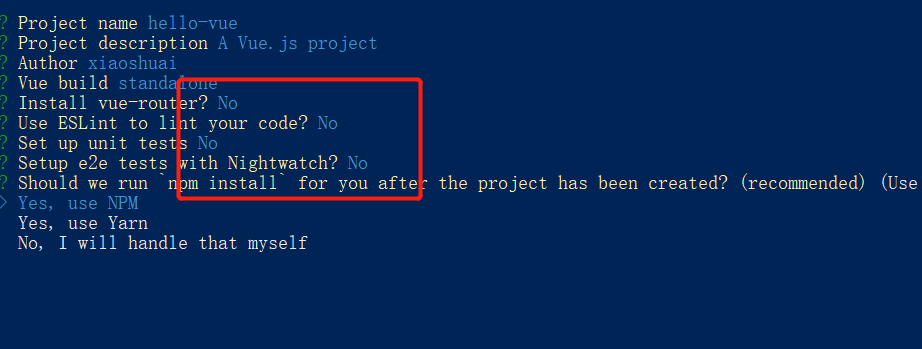 ? Project name hello-vue
? Project description A Vue.js project
? Author xiaoshuai
? Vue build standalone
? Install vue-router? No
? Use ESLint to lint your code? No
? Set up unit tests No
? Setup e2e tests with Nightwatch? No
? Should we run `npm install` for you after the project has been created? (recommended) (Use
> Yes, use NPM
Yes, use Yarn
No, I will handle that myself